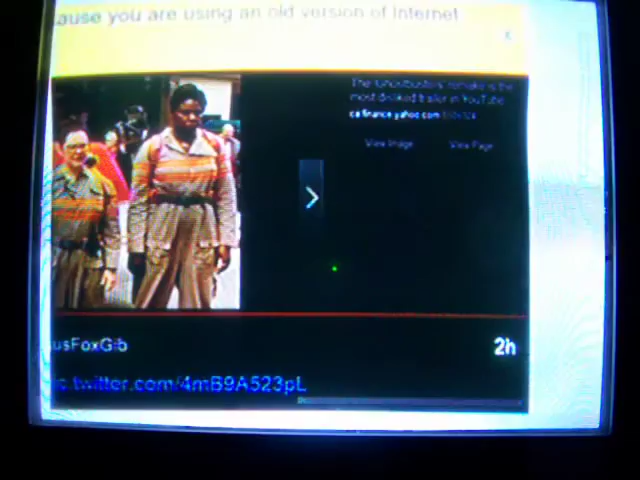 ause you are using an old version of Internet
x
The 'Ghostbusters' remake is the
most disliked trailer in YouTube
ca.finance.yahoo.com
View Image View Page
usFoxGib
2h
c.twitter.com/4mB9A523pL